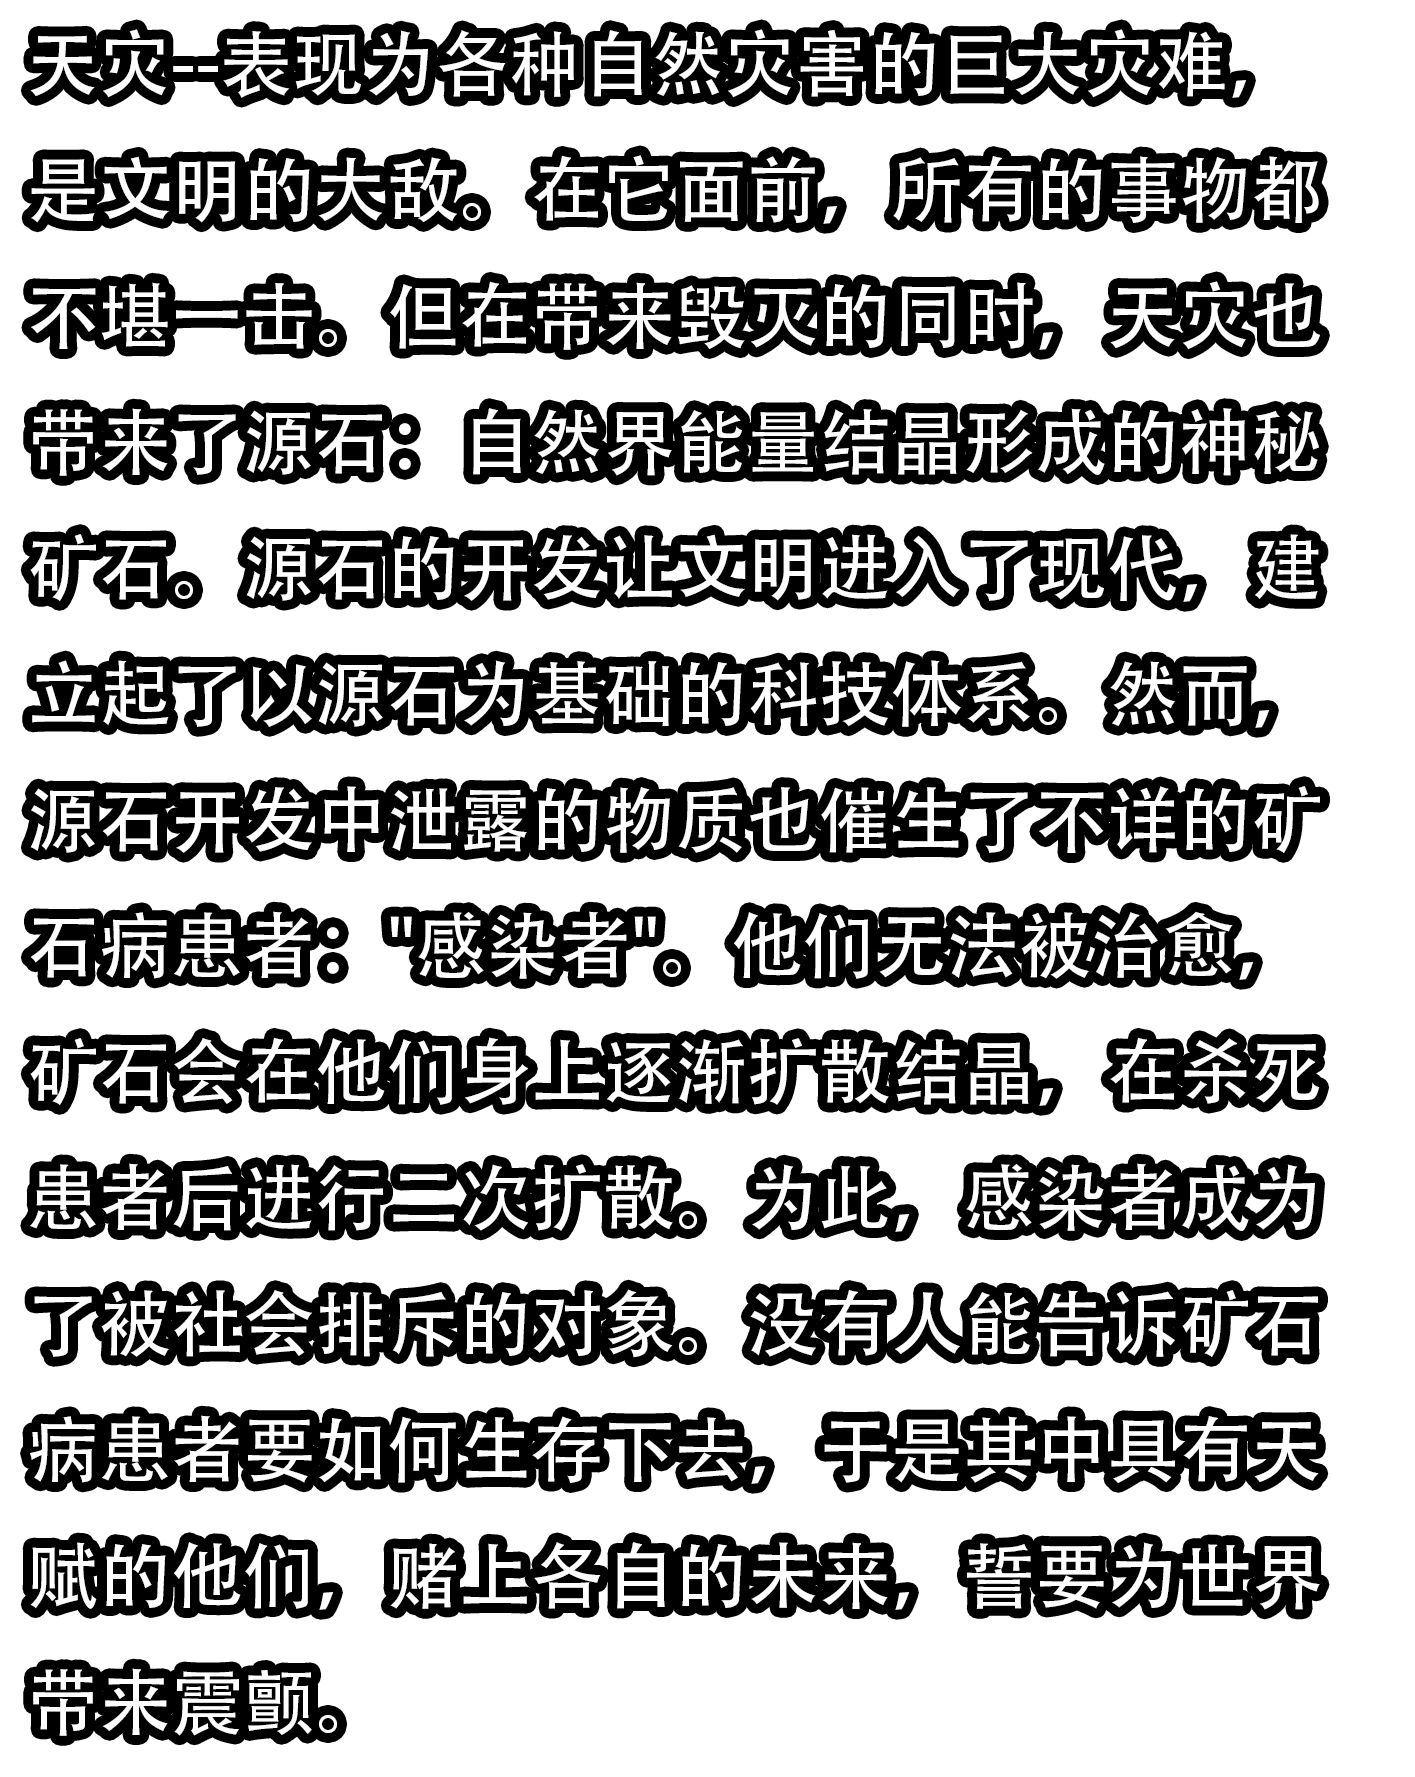 天灾--表现为各种自然灾害的巨大灾难,
是文明的大敌。在它面前，所有的事物都
不堪一击。但在带来毁灭的同时，天灾也
带来了源石：自然界能量结晶形成的神秘
矿石。源石的开发让文明进入了现代，建
立起了以源石为基础的科技体系。然而，
源石开发中泄露的物质也催生了不详的矿
石病患者："感染者"。他们无法被治愈，
矿石会在他们身上逐渐扩散结晶，在杀死
患者后进行二次扩散。为此，感染者成为
了被社会排斥的对象。没有人能告诉矿石
病患者要如何生存下去，于是其中具有天
赋的他们，赌上各自的未来，誓要为世界
带来震颤。